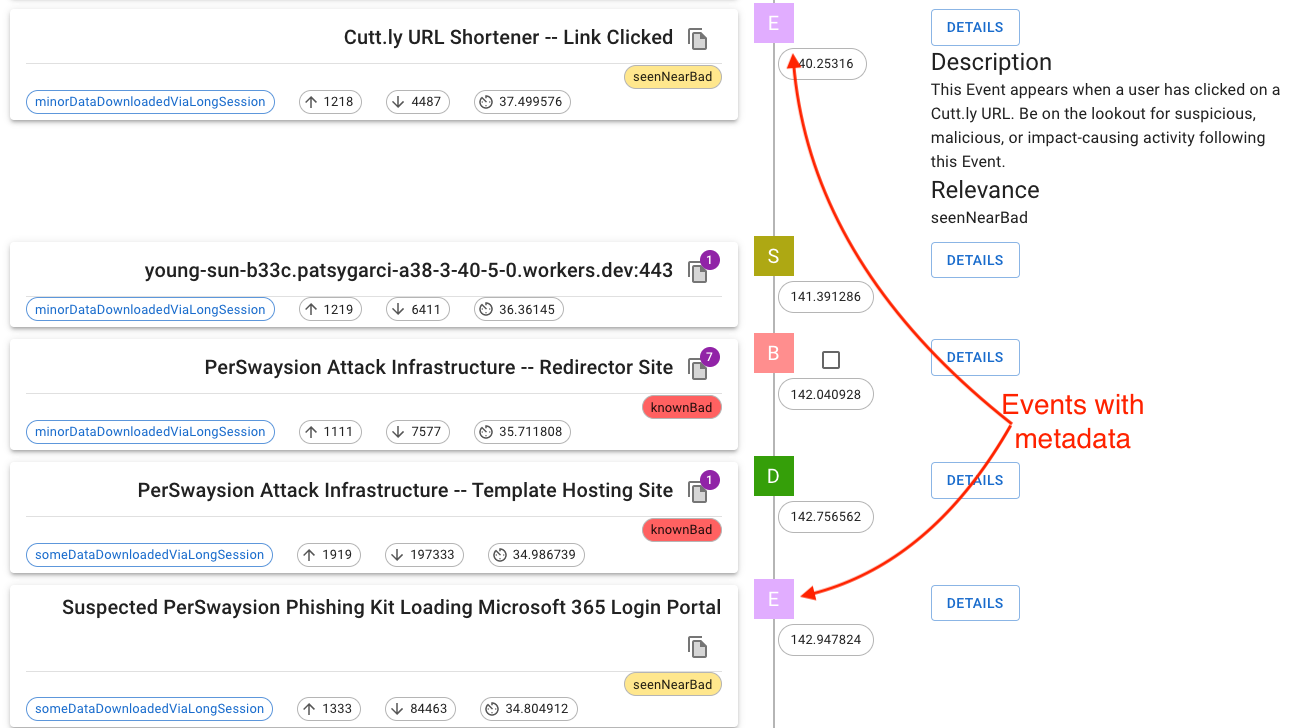 Cutt.ly URL Shortener -- Link Clicked
seenNearBad
minorDataDownloadedViaLongSession 1218 4487 37.499576
E
40.25316
DETAILS
Description
This Event appears when a user has clicked on a
Cutt.ly URL. Be on the lookout for suspicious,
malicious, or impact-causing activity following
this Event.
Relevance
seenNearBad
young-sun-b33c.patsygarci-a38-3-40-5-0.workers.dev:443 1
minorDataDownloadedViaLongSession 1219 6411 36.36145
S
141.391286
DETAILS
PerSwaysion Attack Infrastructure -- Redirector Site 7
knownBad
minorDataDownloadedViaLongSession 1111 7577 35.711808
B
142.040928
DETAILS
Events with
metadata
PerSwaysion Attack Infrastructure -- Template Hosting Site 1
knownBad
someDataDownloadedViaLongSession 1919 197333 34.986739
D
142.756562
DETAILS
Suspected PerSwaysion Phishing Kit Loading Microsoft 365 Login Portal
seenNearBad
someDataDownloadedViaLongSession 1333 84463 34.804912
E
142.947824
DETAILS